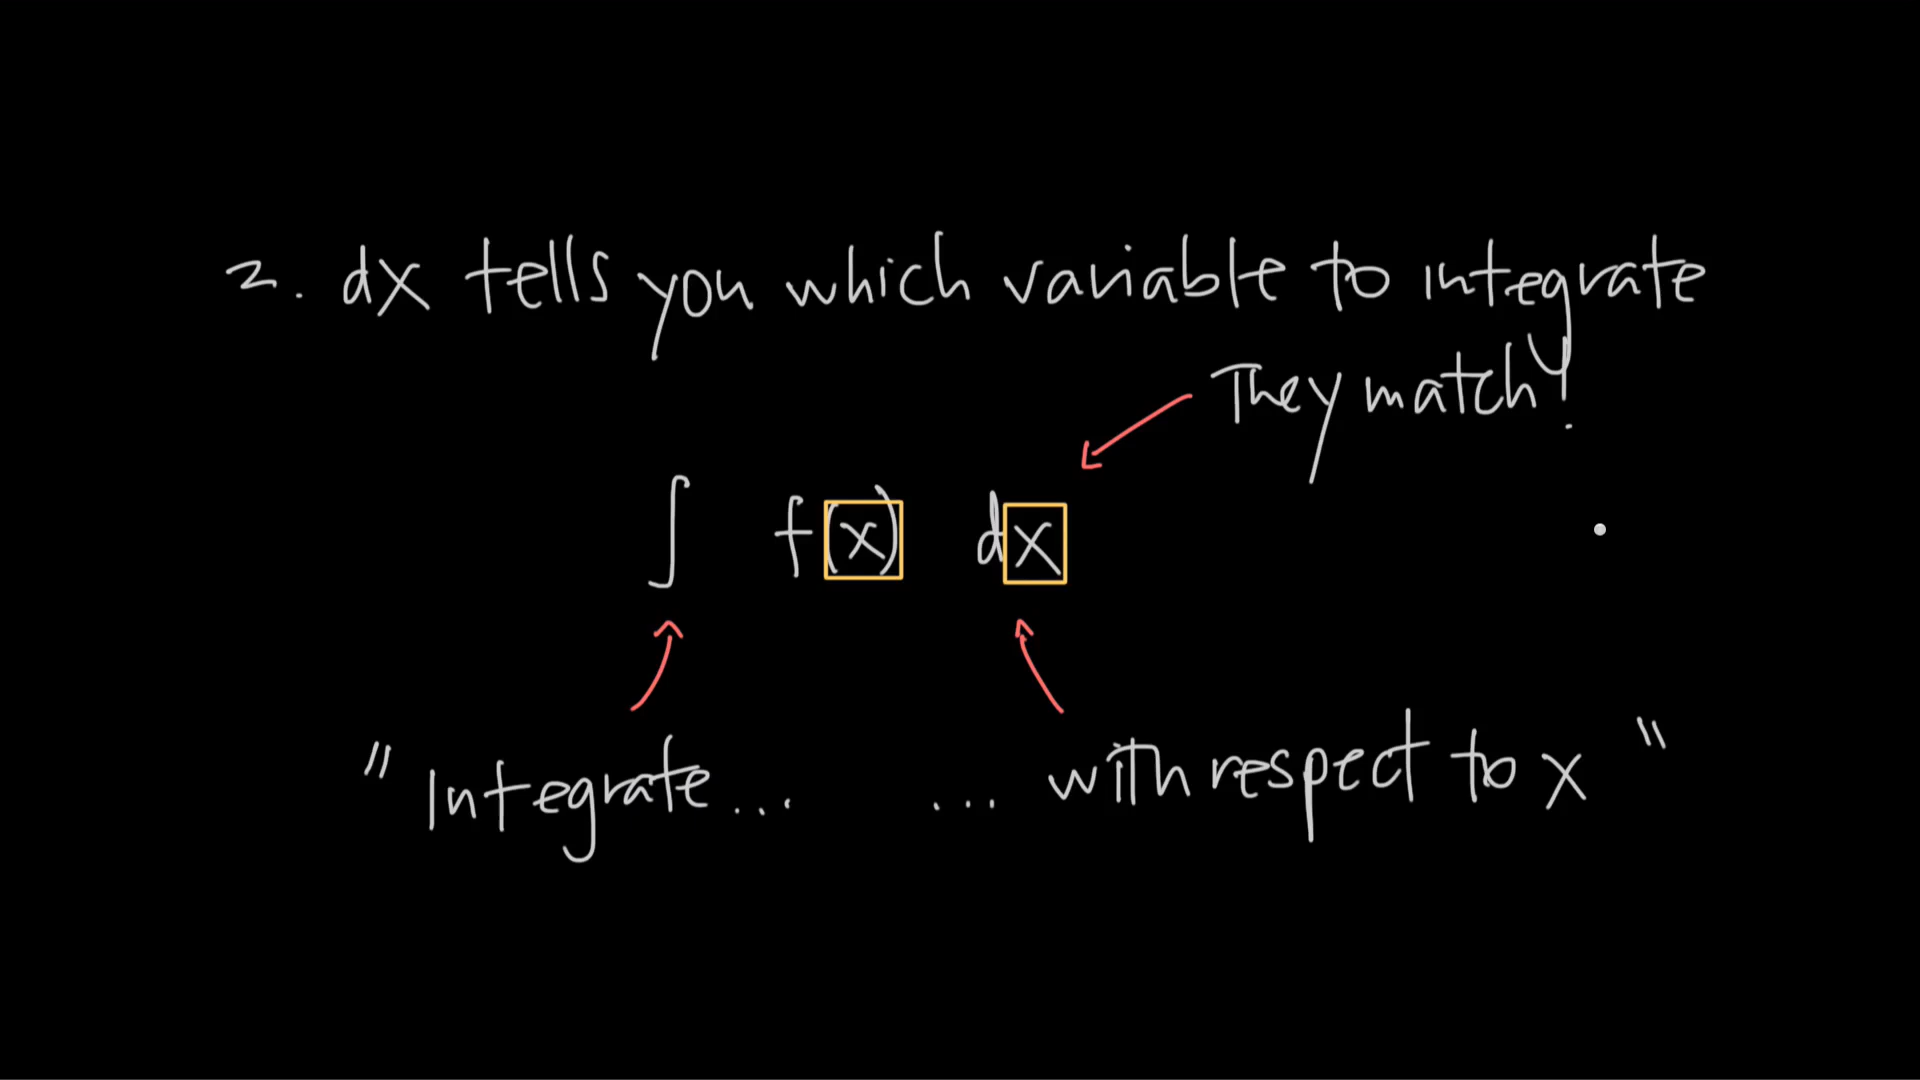 2. dx tells you which variable to integrate
They match!
∫ f(x) dx
"Integrate... ... with respect to x"